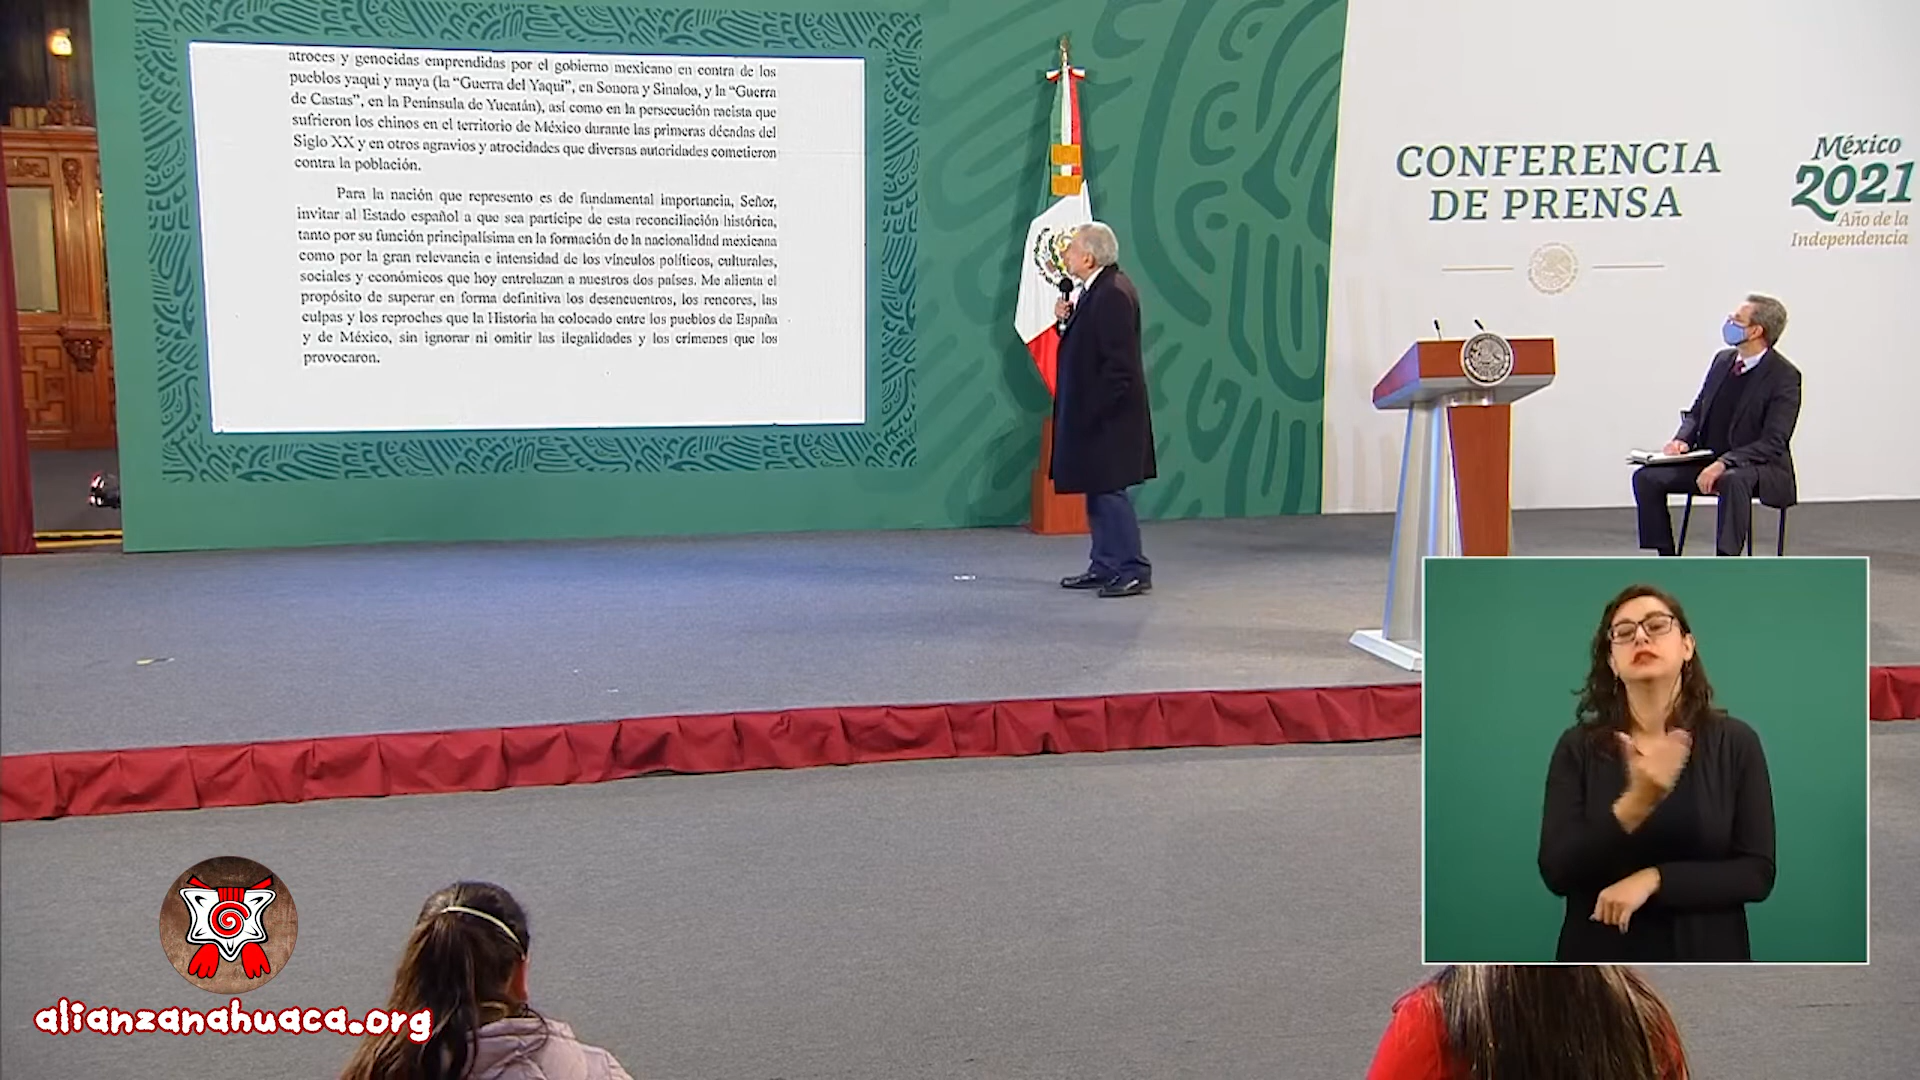 atroces y genocidas emprendidas por el gobierno mexicano en contra de los
pueblos yaqui y maya (la “Guerra del Yaqui”, en Sonora y Sinaloa, y la “Guerra
de Castas”, en la Península de Yucatán), así como en la persecución racista que
sufrieron los chinos en el territorio de México durante las primeras décadas del
Siglo XX y en otros agravios y atrocidades que diversas autoridades cometieron
contra la población.
Para la nación que represento es de fundamental importancia, Señor,
invitar al Estado español a que sea partícipe de esta reconciliación histórica,
tanto por su función principalísima en la formación de la nacionalidad mexicana
como por la gran relevancia e intensidad de los vínculos políticos, culturales,
sociales y económicos que hoy entrelazan a nuestros dos países. Me alienta el
propósito de superar en forma definitiva los desencuentros, los rencores, las
culpas y los reproches que la Historia ha colocado entre los pueblos de España
y de México, sin ignorar ni omitir las ilegalidades y los crímenes que los
provocaron.
CONFERENCIA
DE PRENSA
México
2021
Año de la
Independencia
alianzanahuaca.org